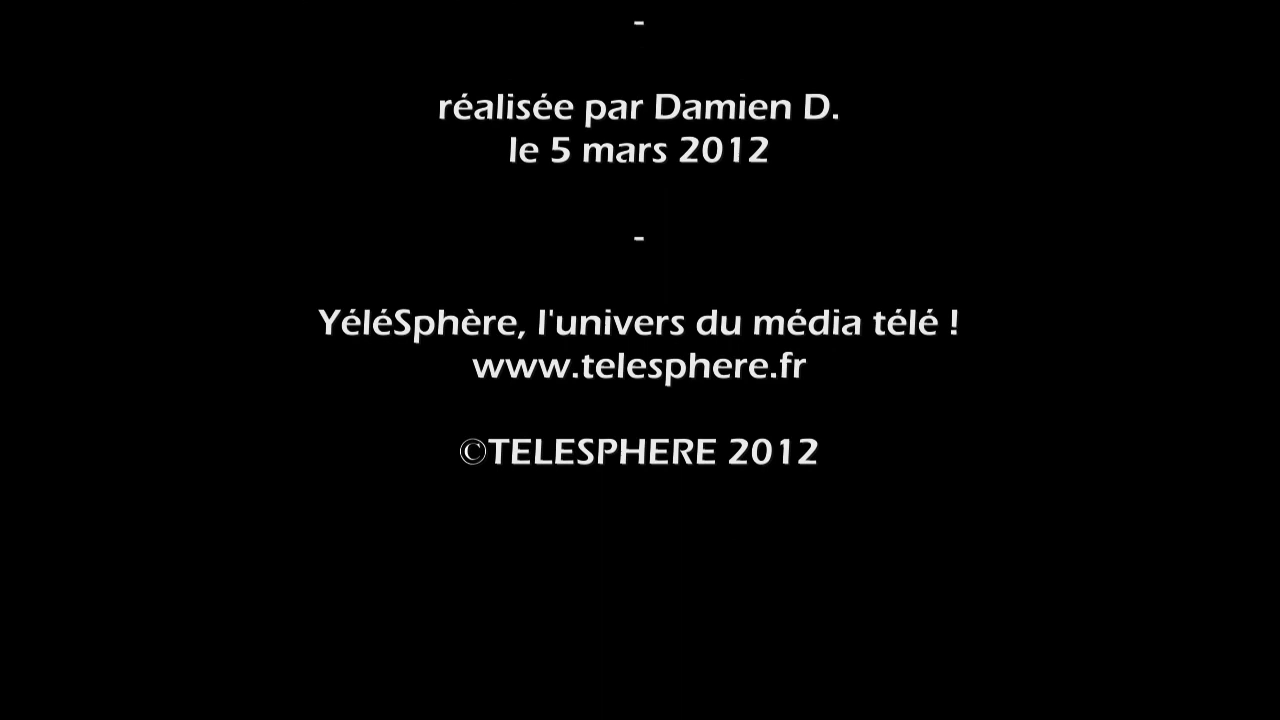 -
réalisée par Damien D.
le 5 mars 2012
-
YéléSphère, l'univers du média télé !
www.telesphere.fr
©TELESPHERE 2012